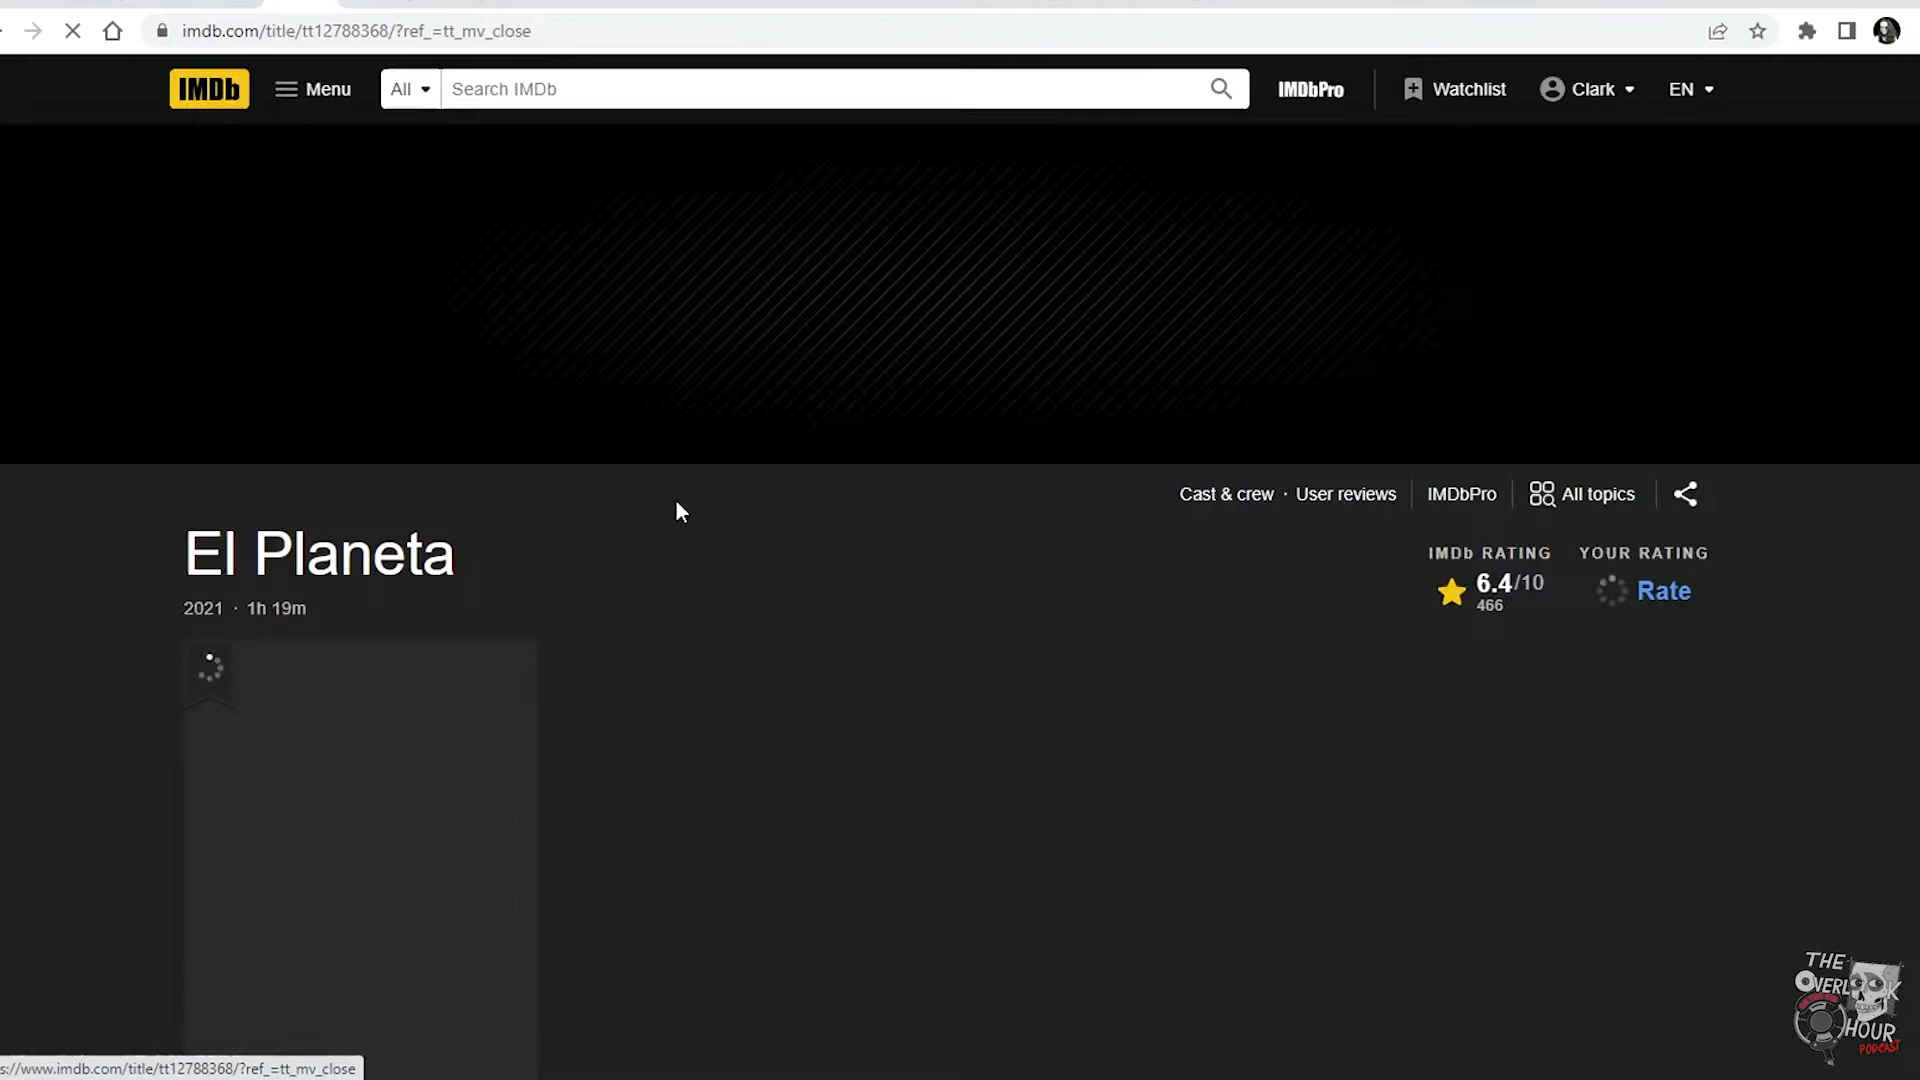 imdb.com/title/tt12788368/?ref_=tt_mv_close
IMDb
Menu
All
Search IMDb
IMDbPro
Watchlist
Clark
EN
Cast & crew · User reviews
IMDbPro
All topics
El Planeta
2021 · 1h 19m
IMDb RATING
6.4/10
466
YOUR RATING
Rate
THE
OVERLOOK
HOUR
PODCAST
s://www.imdb.com/title/tt12788368/?ref_=tt_mv_close